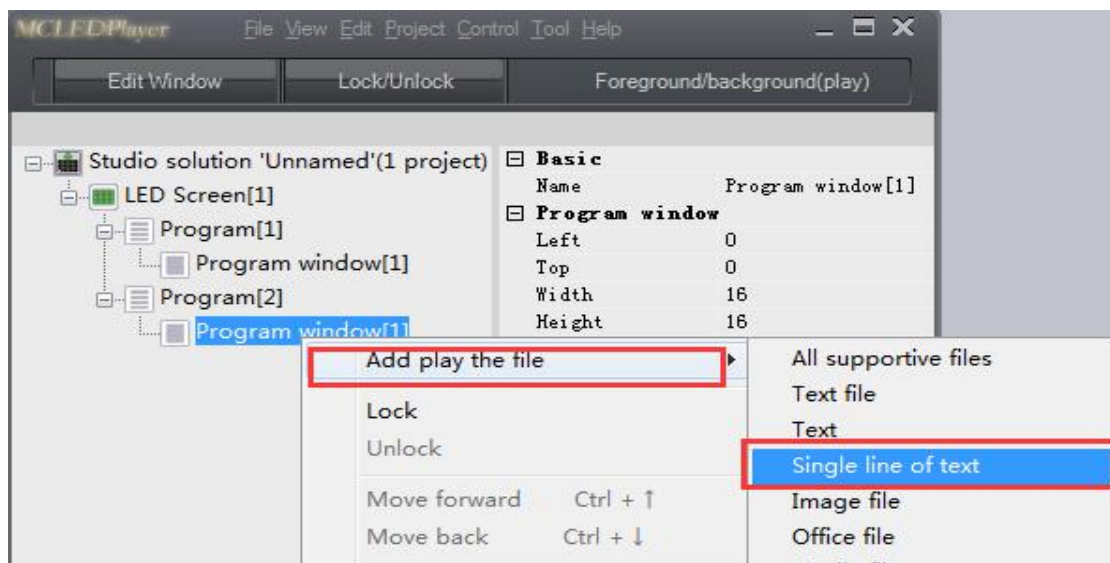 MCLEDPlayer File View Edit Project Control Tool Help
Edit Window Lock/Unlock Foreground/background(play)
Studio solution 'Unnamed'(1 project)
LED Screen[1]
Program[1]
Program window[1]
Program[2]
Program window[1]
Basic
Name Program window[1]
Program window
Left 0
Top 0
Width 16
Height 16
Add play the file
Lock
Unlock
Move forward Ctrl + ↑
Move back Ctrl + ↓
All supportive files
Text file
Text
Single line of text
Image file
Office file